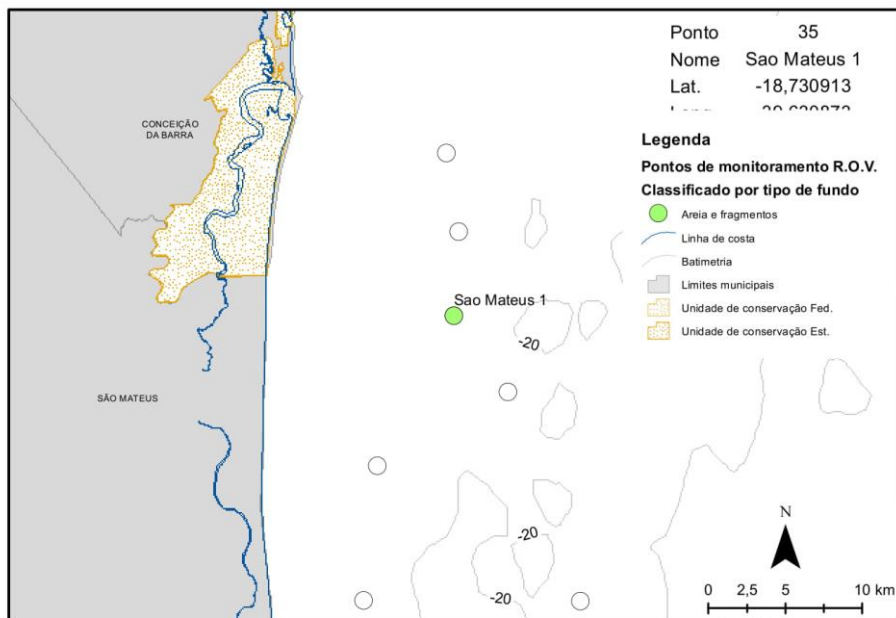 Ponto 35
Nome Sao Mateus 1
Lat. -18,730913
Legenda
Pontos de monitoramento R.O.V.
Classificado por tipo de fundo
Areia e fragmentos
Linha de costa
Batimetria
Limites municipais
Unidade de conservação Fed.
Unidade de conservação Est.
CONCEIÇÃO
DA BARRA
Sao Mateus 1
-20
SÃO MATEUS
-20
-20
N
0 2,5 5 10 km